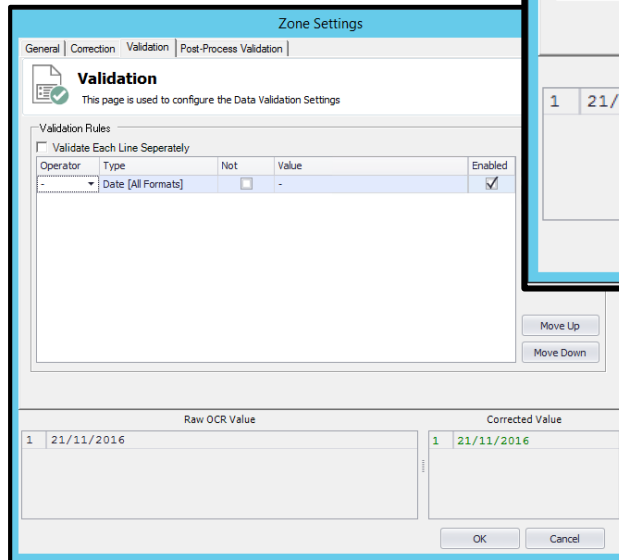 Zone Settings
General Correction Validation Post-Process Validation
Validation
This page is used to configure the Data Validation Settings
Validation Rules
Validate Each Line Seperately
Operator Type Not Value Enabled
- Date [All Formats] -
Move Up
Move Down
Raw OCR Value Corrected Value
1 21/11/2016 1 21/11/2016
OK Cancel
1 21/